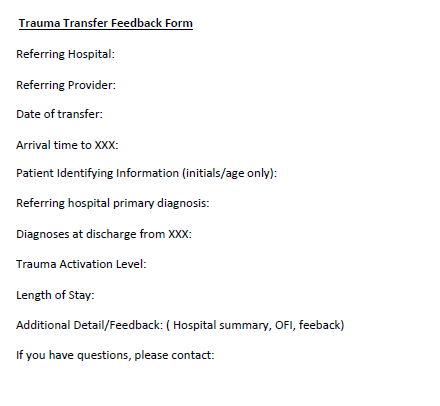 Trauma Transfer Feedback Form
Referring Hospital:
Referring Provider:
Date of transfer:
Arrival time to XXX:
Patient Identifying Information (initials/age only):
Referring hospital primary diagnosis:
Diagnoses at discharge from XXX:
Trauma Activation Level:
Length of Stay:
Additional Detail/Feedback: ( Hospital summary, OFI, feeback)
If you have questions, please contact: